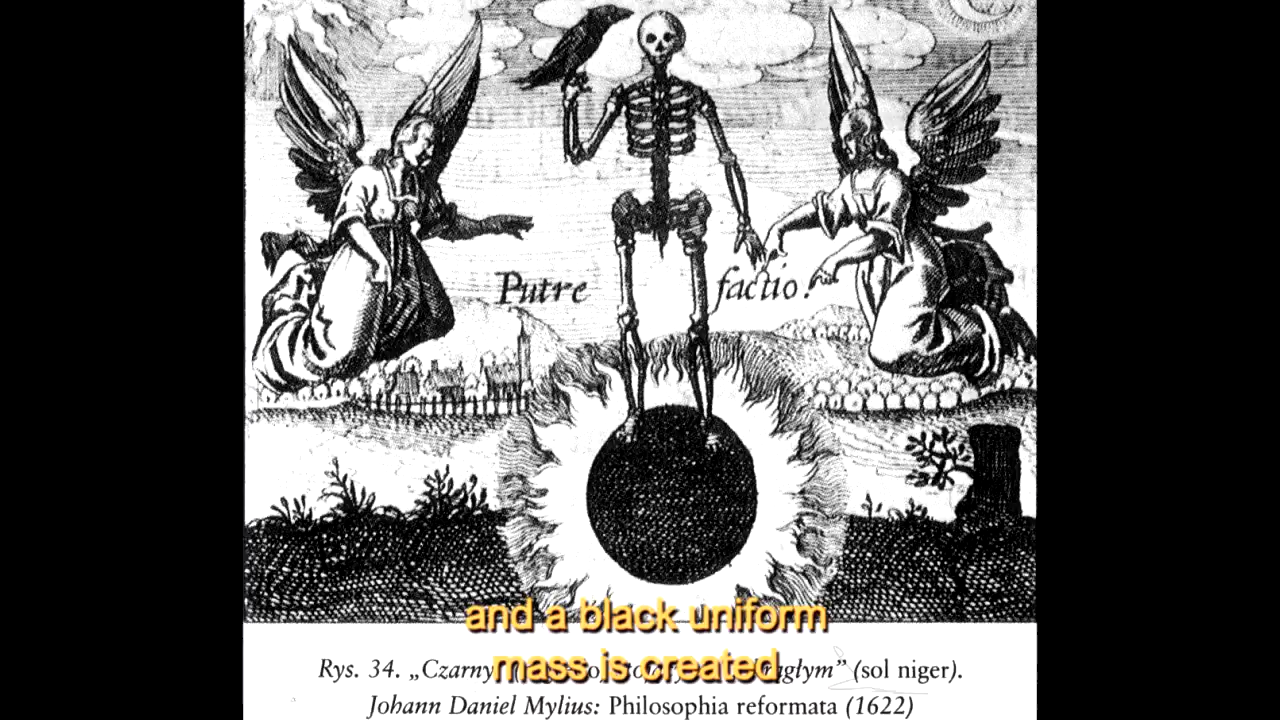 Putre factio.
and a black uniform
mass is created
Rys. 34. „Czarny (sol niger).
Johann Daniel Mylius: Philosophia reformata (1622)